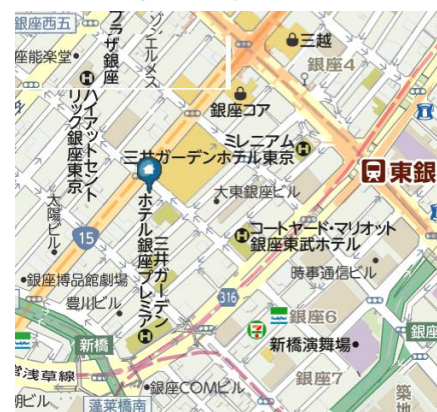 銀座西五
プラザ銀座
ソニエルメス
三越
座能楽堂
銀座4
銀座コア
ハイアットセント
リック銀座東京
ミレニアム
三井ガーデンホテル東京
東銀
大東銀座ビル
太陽ビル
15
三井ガーデン
ホテル銀座プレミア
コートヤード・マリオット
銀座東武ホテル
時事通信ビル
銀座博品館劇場
豊川ビル
316
銀座6
新橋
新橋演舞場
銀座
常浅草線
銀座7
銀座COMビル
朝ビル
蓬莱橋南
築地